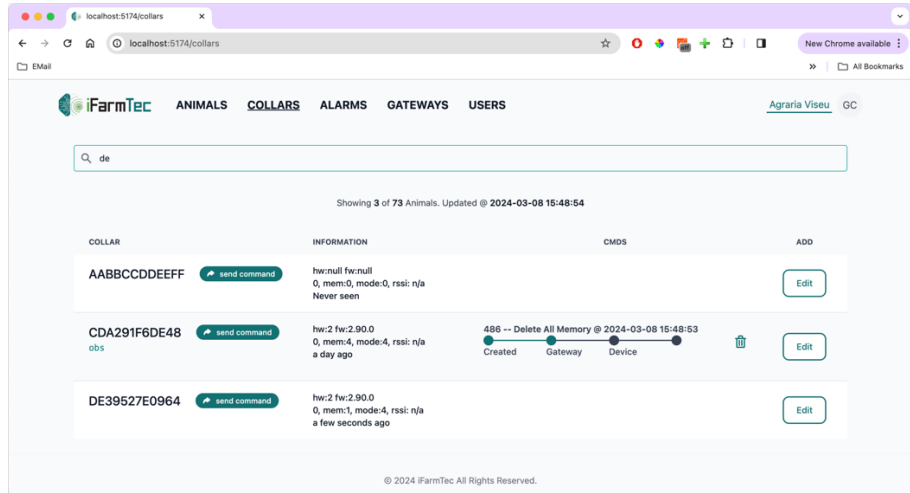 localhost:5174/collars
localhost:5174/collars
New Chrome available
EMail
All Bookmarks
iFarmTec ANIMALS COLLARS ALARMS GATEWAYS USERS Agraria Viseu GC
de
Showing 3 of 73 Animals. Updated @ 2024-03-08 15:48:54
COLLAR INFORMATION CMDS ADD
AABBCCDDEEFF send command
hw:null fw:null
0, mem:0, mode:0, rssi: n/a
Never seen
Edit
CDA291F6DE48 send command
obs
hw:2 fw:2.90.0
0, mem:4, mode:4, rssi: n/a
a day ago
486 -- Delete All Memory @ 2024-03-08 15:48:53
Created Gateway Device
Edit
DE39527E0964 send command
hw:2 fw:2.90.0
0, mem:1, mode:4, rssi: n/a
a few seconds ago
Edit
© 2024 iFarmTec All Rights Reserved.